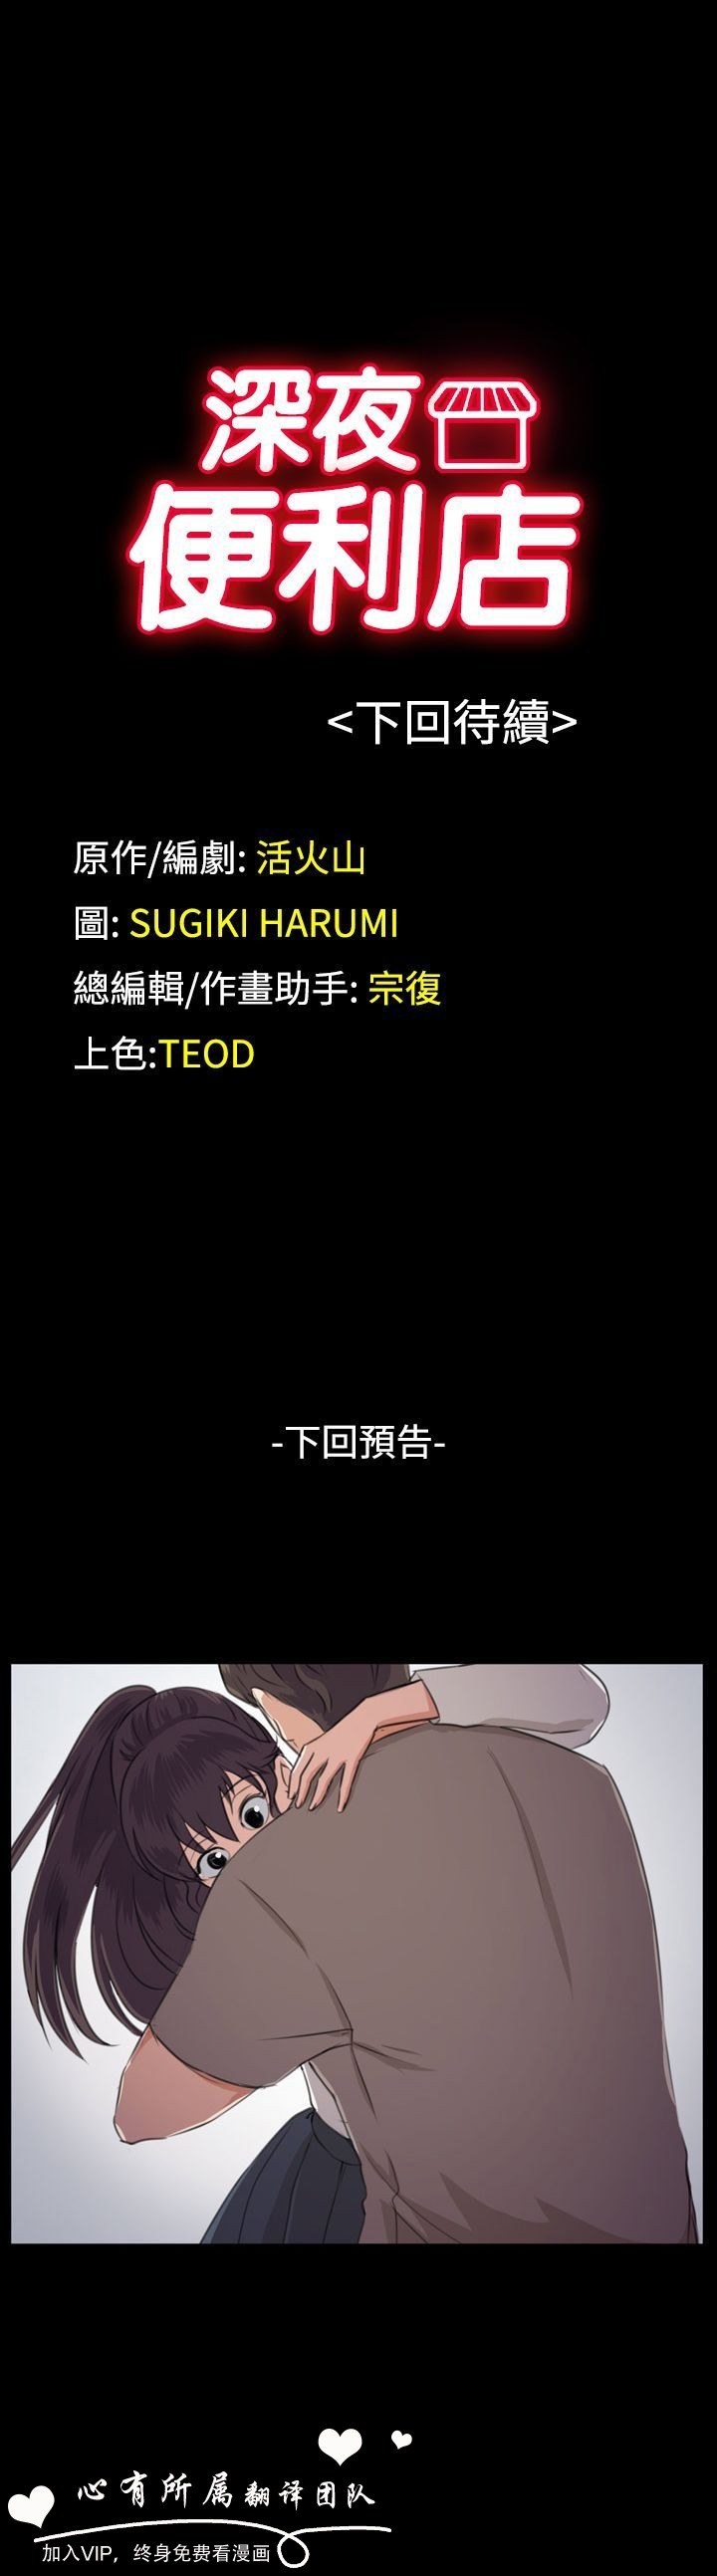 深夜
便利店
<下回待續>
原作/編劇: 活火山
圖: SUGIKI HARUMI
總編輯/作畫助手: 宗復
上色:TEOD
-下回預告-
心有所属翻译团队
加入VIP，终身免费看漫画